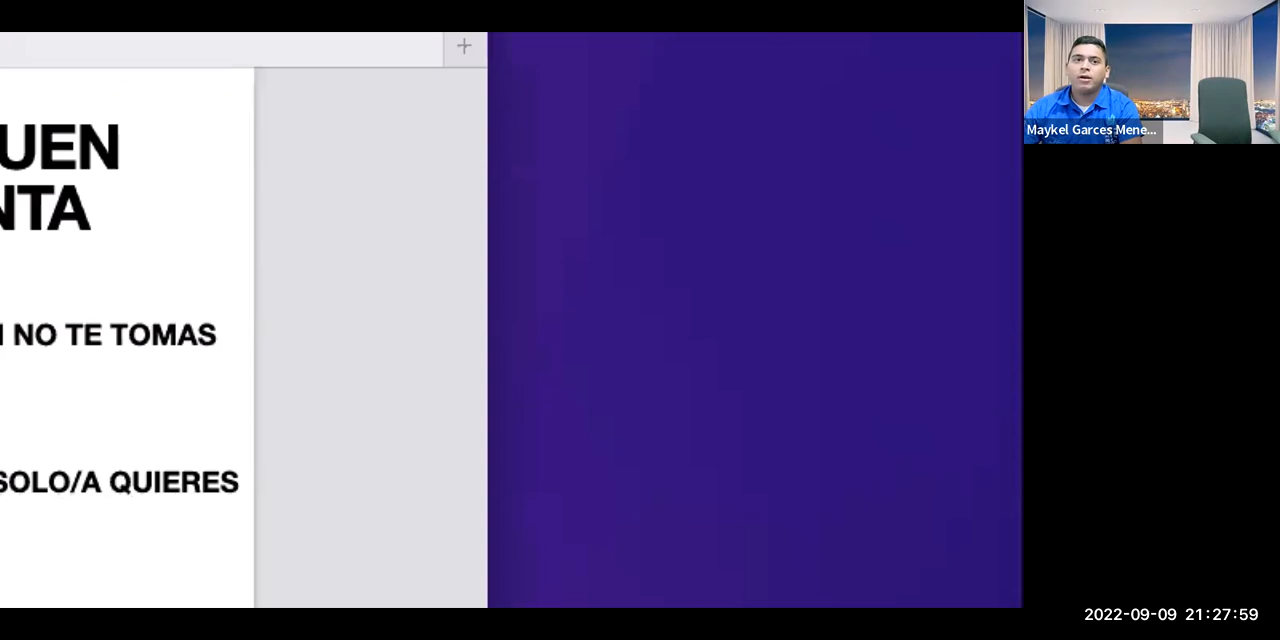 UEN
NTA
NO TE TOMAS
SOLO/A QUIERES
Maykel Garces Mene...
2022-09-09 21:27:59